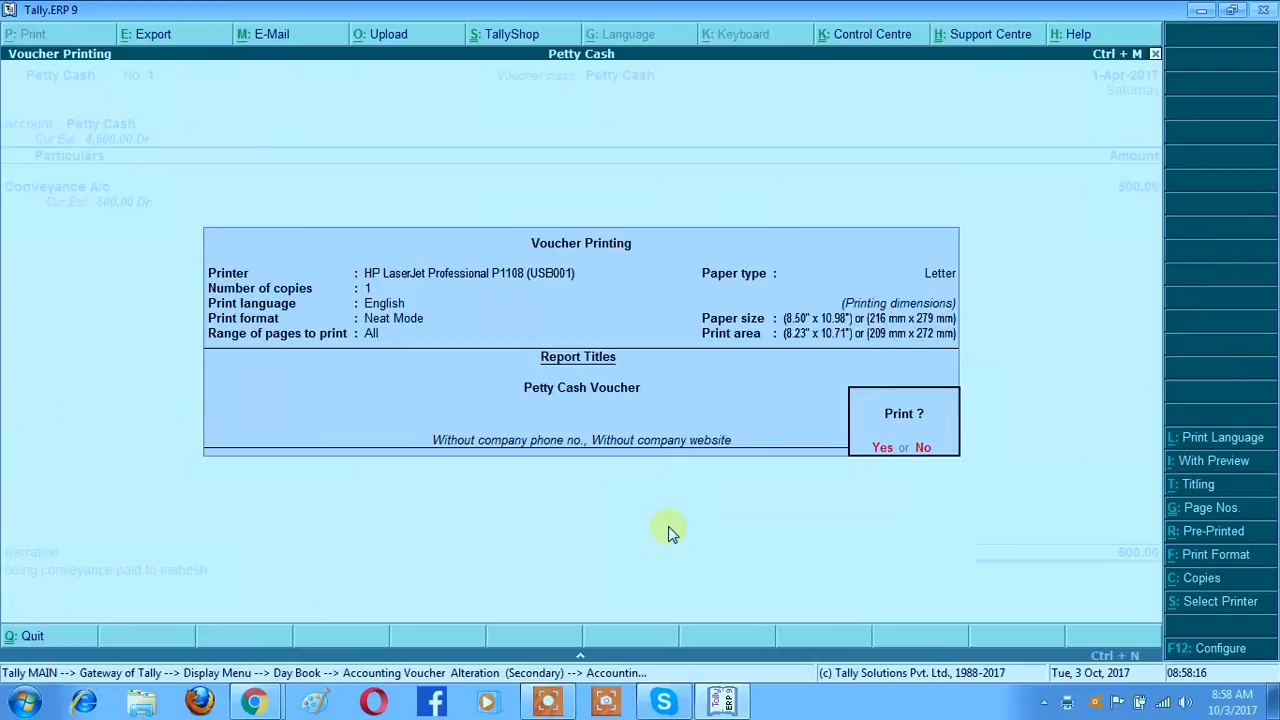 Tally.ERP 9
P: Print E: Export M: E-Mail O: Upload S: TallyShop G: Language K: Keyboard K: Control Centre H: Support Centre H: Help
Voucher Printing Petty Cash Ctrl + M
Petty Cash No. 1 Voucher class: Petty Cash 1-Apr-2017
Saturday
Account: Petty Cash
Cur Bal: 4,500.00 Dr
Particulars Amount
Conveyance A/c 500.00
Cur Bal: 500.00 Dr
Voucher Printing
Printer : HP LaserJet Professional P1108 (USB001) Paper type : Letter
Number of copies : 1
Print language : English (Printing dimensions)
Print format : Neat Mode Paper size : (8.50" x 10.98") or (216 mm x 279 mm)
Range of pages to print : All Print area : (8.23" x 10.71") or (209 mm x 272 mm)
Report Titles
Petty Cash Voucher
Print ?
Without company phone no., Without company website
Yes or No
L: Print Language
I: With Preview
T: Titling
G: Page Nos.
R: Pre-Printed
F: Print Format
C: Copies
S: Select Printer
F12: Configure
Narration 500.00
being conveyance paid to mahesh
Q: Quit
Ctrl + N
Tally MAIN --> Gateway of Tally --> Display Menu --> Day Book --> Accounting Voucher Alteration (Secondary) --> Accountin... (c) Tally Solutions Pvt. Ltd., 1988-2017 Tue, 3 Oct, 2017 08:58:16
TALLY ERP 9
8:58 AM
10/3/2017